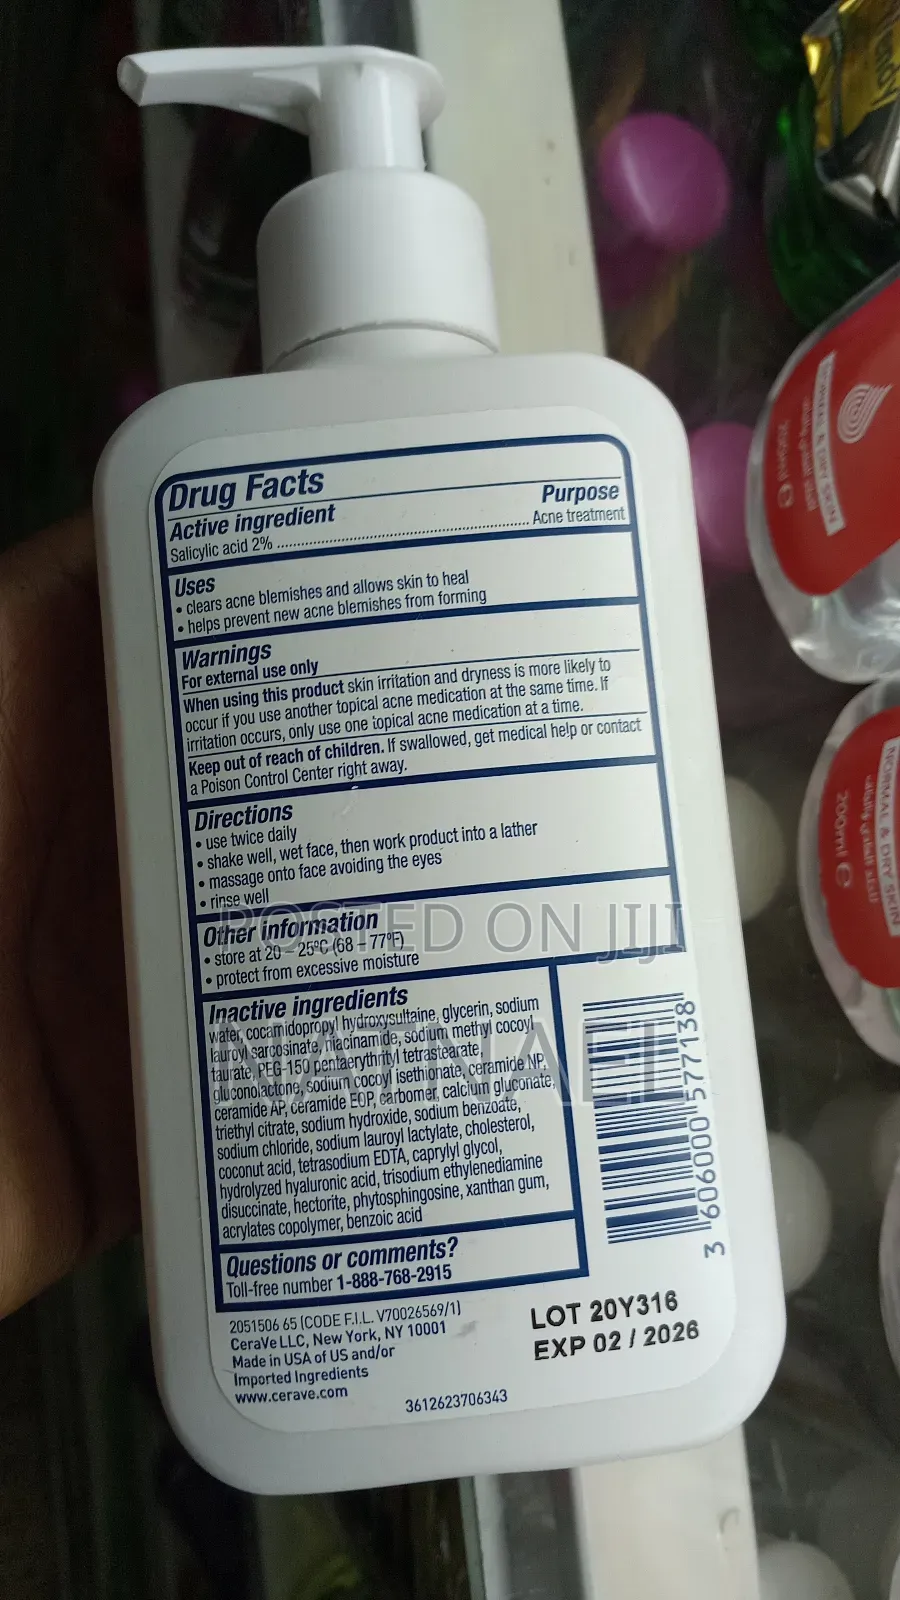 Drug Facts
Active ingredient
Purpose
Salicylic acid 2% ........................................................................ Acne treatment
Uses
• clears acne blemishes and allows skin to heal
• helps prevent new acne blemishes from forming
Warnings
For external use only
When using this product skin irritation and dryness is more likely to
occur if you use another topical acne medication at the same time. If
irritation occurs, only use one topical acne medication at a time.
Keep out of reach of children. If swallowed, get medical help or contact
a Poison Control Center right away.
Directions
• use twice daily
• shake well, wet face, then work product into a lather
• massage onto face avoiding the eyes
• rinse well
Other information
• store at 20 – 25ºC (68 – 77ºF)
• protect from excessive moisture
Inactive ingredients
water, cocamidopropyl hydroxysultaine, glycerin, sodium
lauroyl sarcosinate, niacinamide, sodium methyl cocoyl
taurate, PEG-150 pentaerythrityl tetrastearate,
gluconolactone, sodium cocoyl isethionate, ceramide NP,
ceramide AP, ceramide EOP, carbomer, calcium gluconate,
triethyl citrate, sodium hydroxide, sodium benzoate,
sodium chloride, sodium lauroyl lactylate, cholesterol,
coconut acid, tetrasodium EDTA, caprylyl glycol,
hydrolyzed hyaluronic acid, trisodium ethylenediamine
disuccinate, hectorite, phytosphingosine, xanthan gum,
acrylates copolymer, benzoic acid
Questions or comments?
Toll-free number 1-888-768-2915
3 606000 577138
2051506 65 (CODE F.I.L. V70026569/1)
CeraVe LLC, New York, NY 10001
Made in USA of US and/or
Imported Ingredients
www.cerave.com
3612623706343
LOT 20Y316
EXP 02 / 2026
POSTED ON JIJI
NATNAEL
NORMAL & DRY SKIN
200ml e
NORMAL & DRY SKIN
200ml e